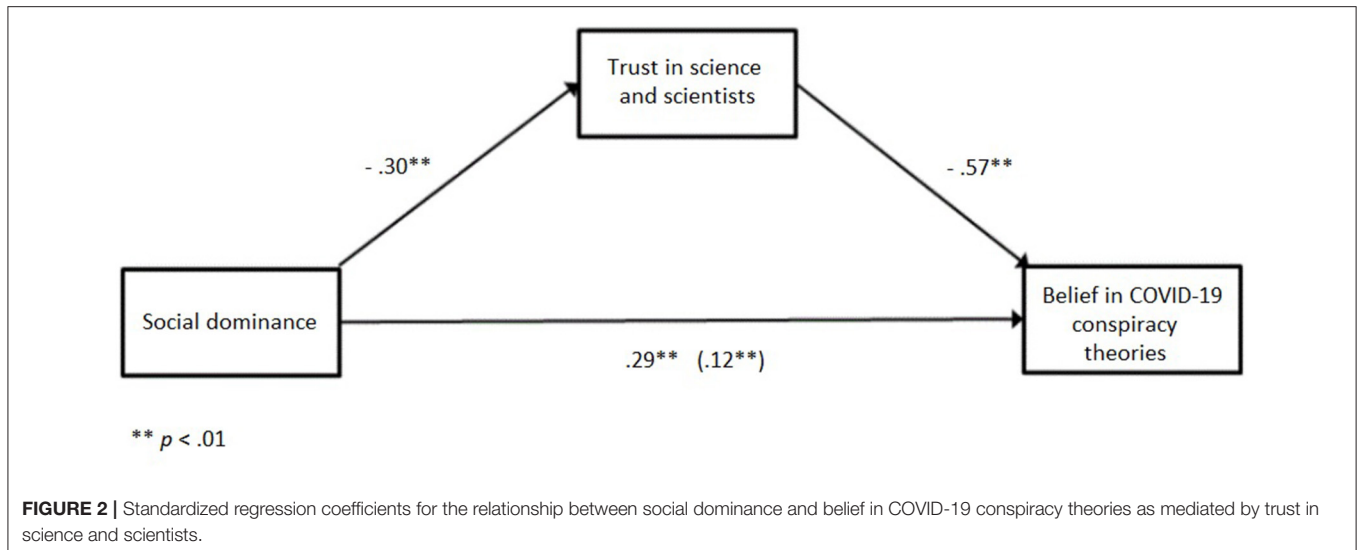 Trust in science
and scientists
- .30**
- .57**
Social dominance
Belief in COVID-19
conspiracy
theories
.29** (.12**)
** p < .01
FIGURE 2 | Standardized regression coefficients for the relationship between social dominance and belief in COVID-19 conspiracy theories as mediated by trust in
science and scientists.